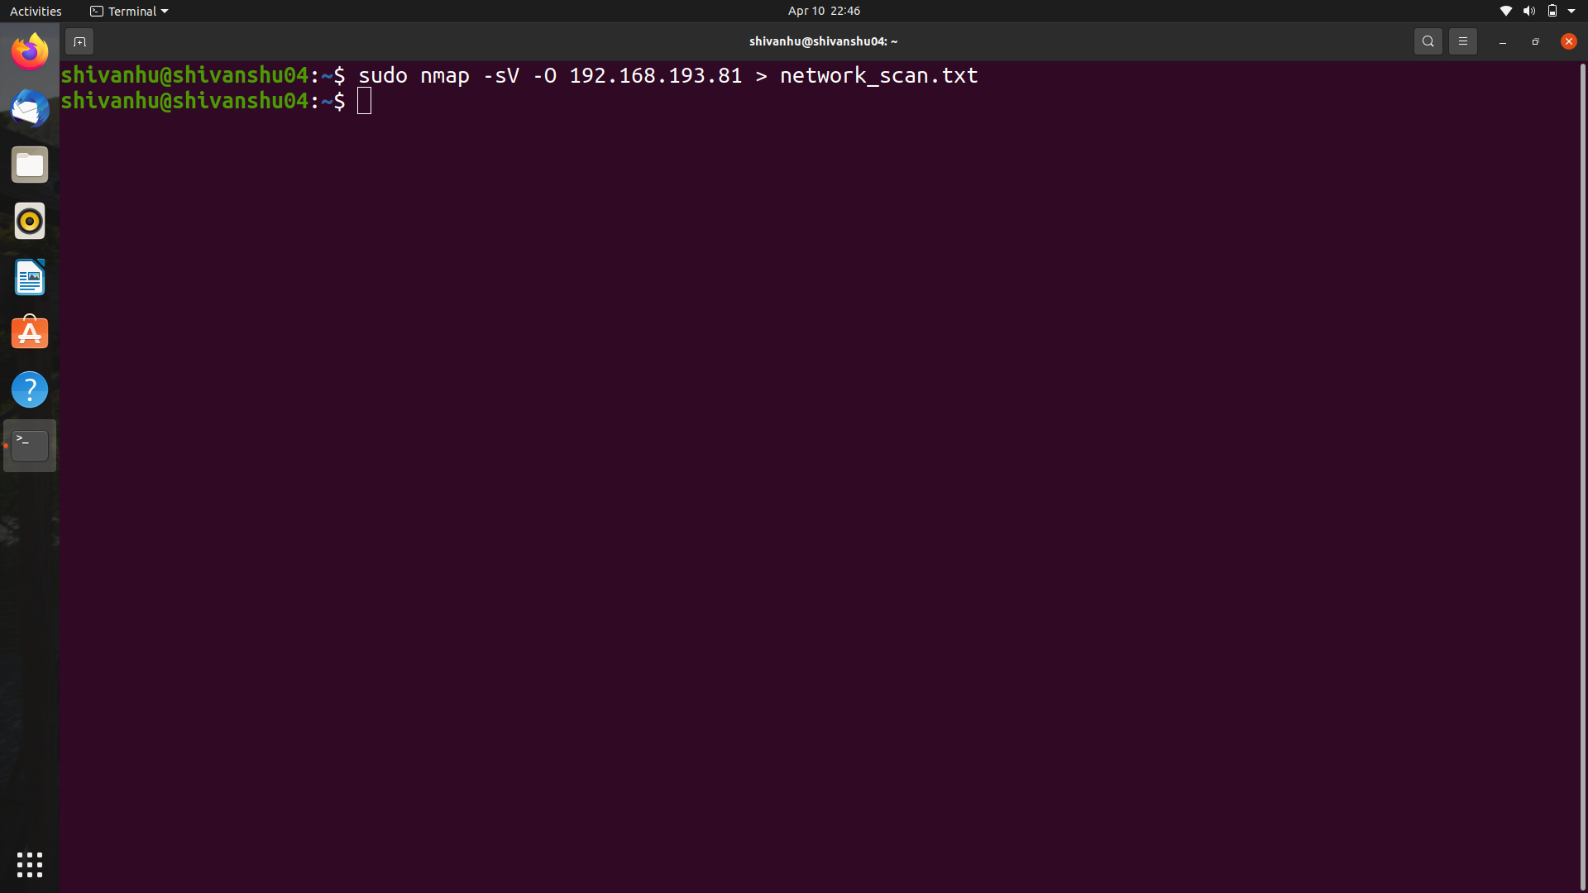 Activities Terminal Apr 10 22:46
shivanhu@shivanshu04: ~
shivanhu@shivanshu04:~$ sudo nmap -sV -O 192.168.193.81 > network_scan.txt
shivanhu@shivanshu04:~$